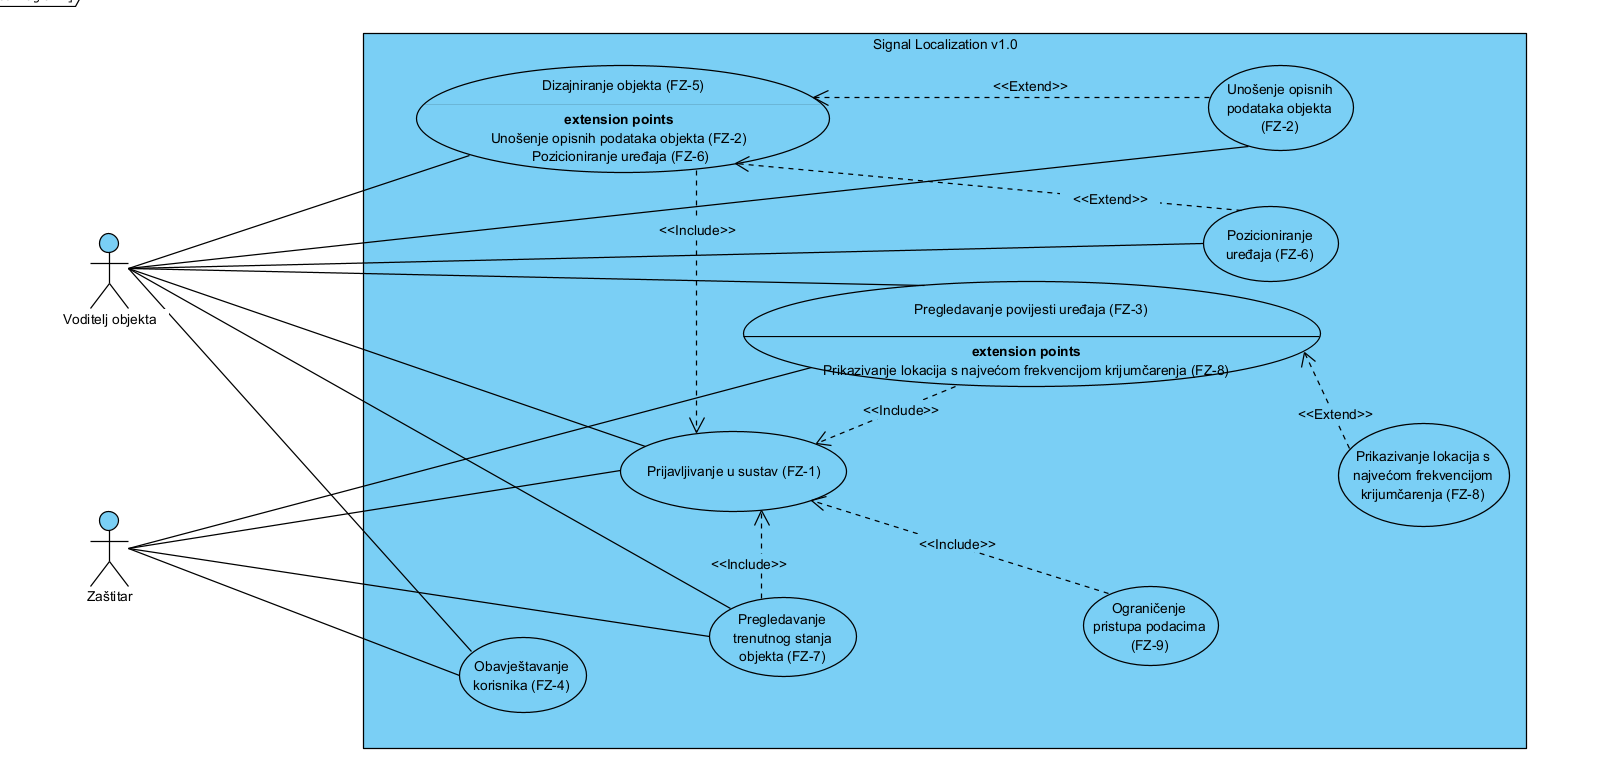 Signal Localization v1.0
Dizajniranje objekta (FZ-5)
extension points
Unošenje opisnih podataka objekta (FZ-2)
Pozicioniranje uređaja (FZ-6)
<<Extend>>
Unošenje opisnih
podataka objekta
(FZ-2)
<<Extend>>
<<Include>>
Pozicioniranje
uređaja (FZ-6)
Voditelj objekta
Pregledavanje povijesti uređaja (FZ-3)
extension points
Prikazivanje lokacija s najvećom frekvencijom krijumčarenja (FZ-8)
<<Include>>
<<Extend>>
Prijavljivanje u sustav (FZ-1)
Prikazivanje lokacija s
najvećom frekvencijom
krijumčarenja (FZ-8)
<<Include>>
<<Include>>
Zaštitar
Pregledavanje
trenutnog stanja
objekta (FZ-7)
Ograničenje
pristupa podacima
(FZ-9)
Obavještavanje
korisnika (FZ-4)